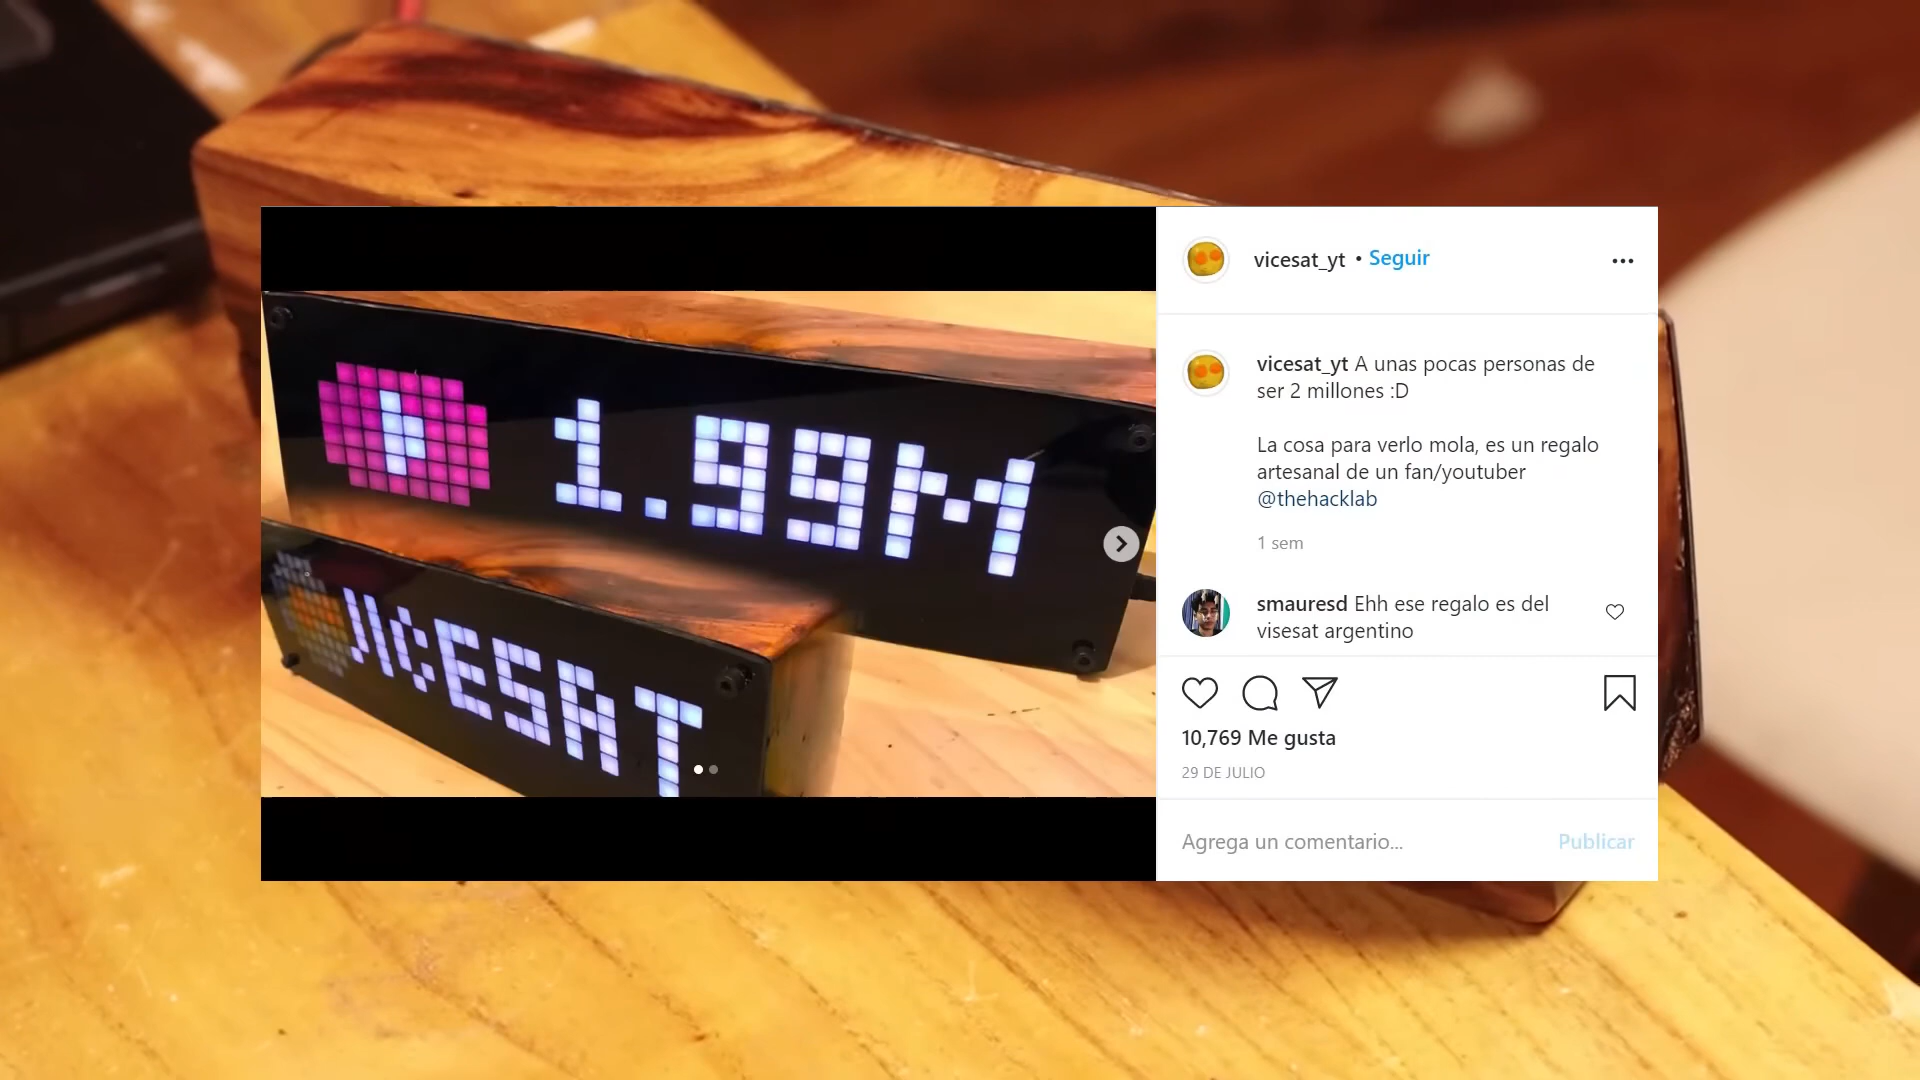 1.99M
VICESAT
vicesat_yt • Seguir
vicesat_yt A unas pocas personas de
ser 2 millones :D
La cosa para verlo mola, es un regalo
artesanal de un fan/youtuber
@thehacklab
1 sem
smauresd Ehh ese regalo es del
visesat argentino
10,769 Me gusta
29 DE JULIO
Agrega un comentario...
Publicar